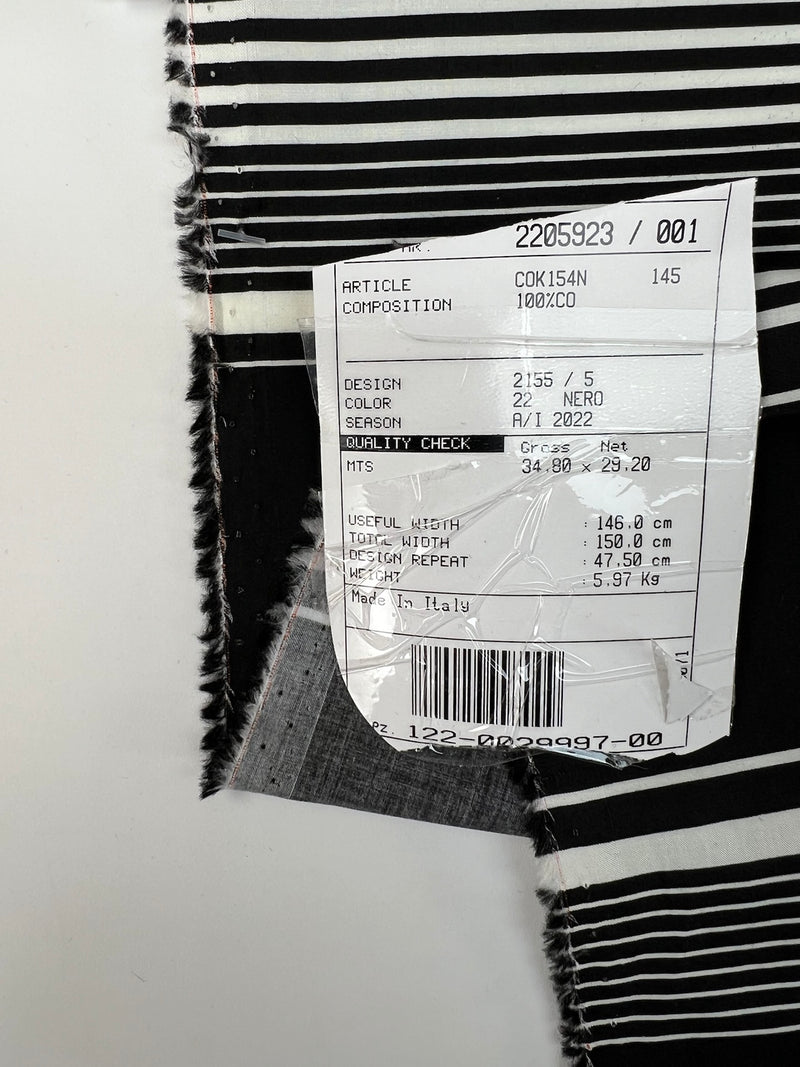 2205923 / 001
ARTICLE COK154N 145
COMPOSITION 100%CO
DESIGN 2155 / 5
COLOR 22 NERO
SEASON A/I 2022
QUALITY CHECK Gross Net
MTS 34.80 x 29.20
USEFUL WIDTH : 146.0 cm
TOTAL WIDTH : 150.0 cm
DESIGN REPEAT : 47.50 cm
WEIGHT : 5.97 Kg
Made In Italy
PZ. 122-0029997-00